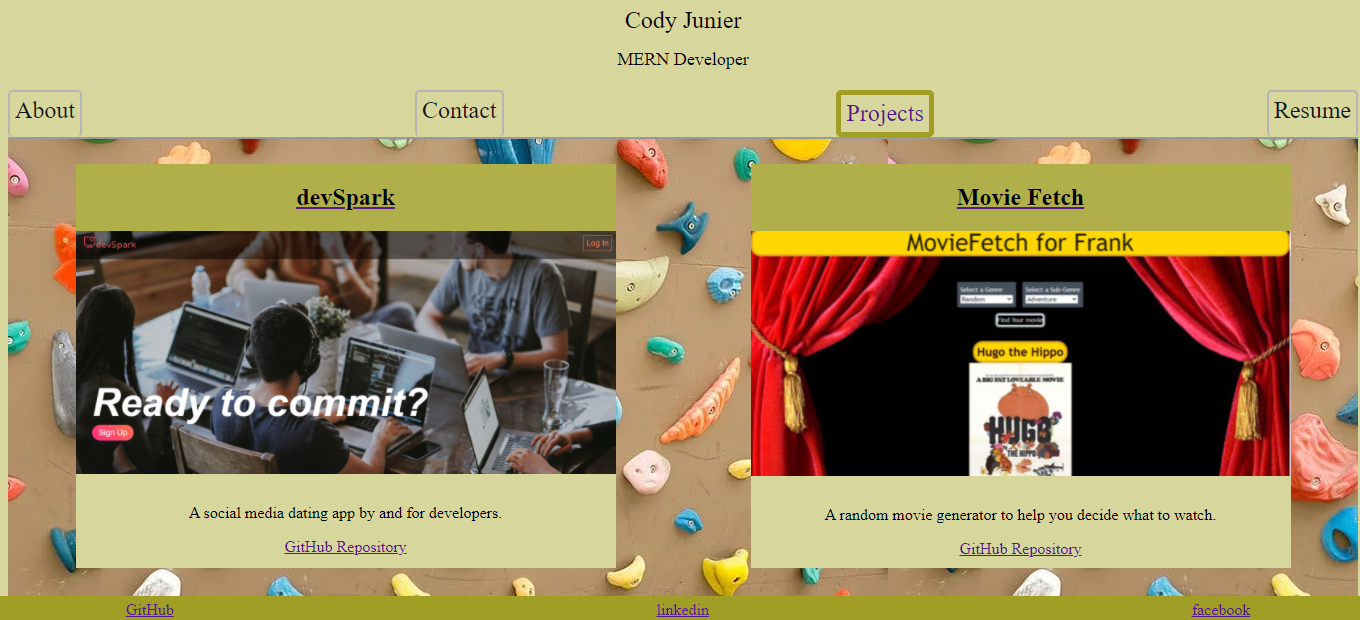 Cody Junier
MERN Developer
About
Contact
Projects
Resume
devSpark
devSpark
Log In
Ready to commit?
Sign Up
A social media dating app by and for developers.
GitHub Repository
Movie Fetch
MovieFetch for Frank
Select a Genre
Select a Sub-Genre
Random
Adventure
Find Your movie
Hugo the Hippo
A BIG FAT LOVEABLE MOVIE
HUGO
THE HIPPO
A random movie generator to help you decide what to watch.
GitHub Repository
GitHub
linkedin
facebook